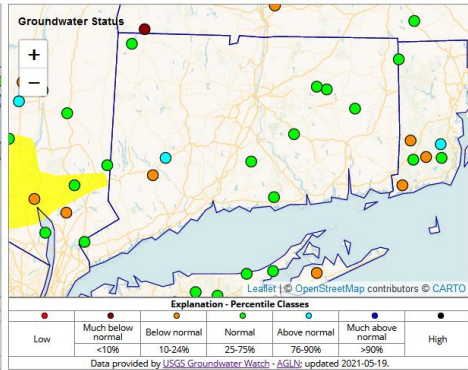 Groundwater Status
+
−
Leaflet | © OpenStreetMap contributors © CARTO
Explanation - Percentile Classes
Low
Much below normal
Below normal
Normal
Above normal
Much above normal
High
<10%
10-24%
25-75%
76-90%
>90%
Data provided by USGS Groundwater Watch - AGLN; updated 2021-05-19.